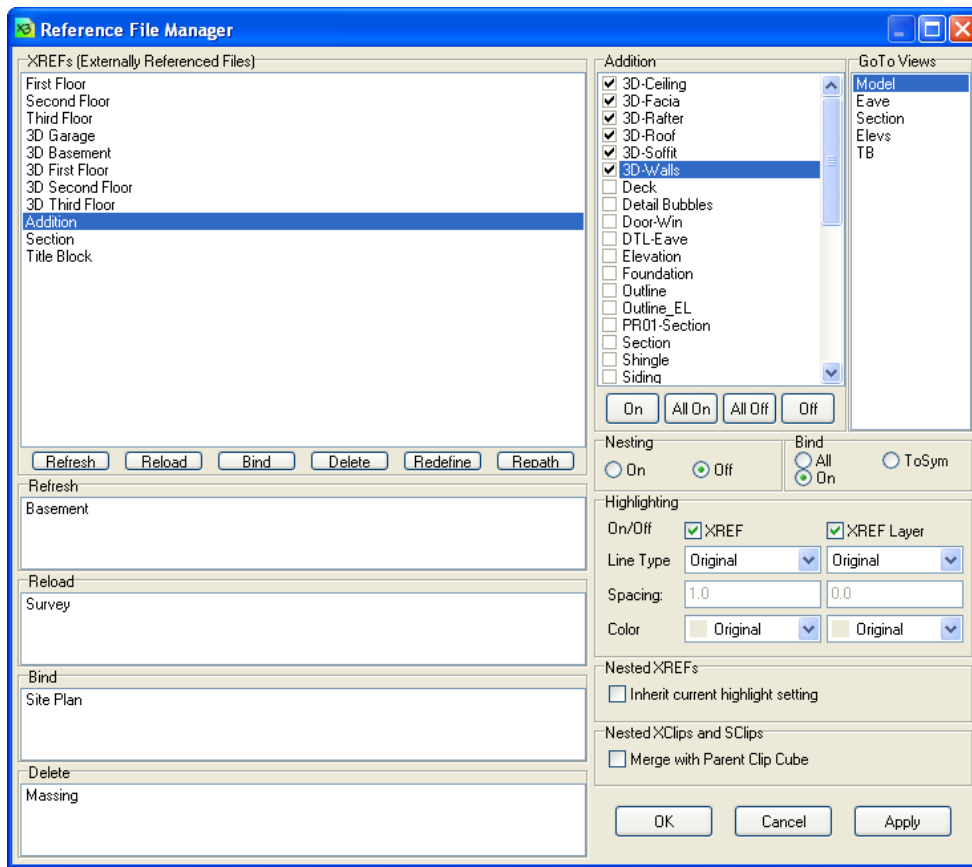 X3 Reference File Manager
XREFs (Externally Referenced Files)
First Floor
Second Floor
Third Floor
3D Garage
3D Basement
3D First Floor
3D Second Floor
3D Third Floor
Addition
Section
Title Block
Refresh Reload Bind Delete Redefine Repath
Refresh
Basement
Reload
Survey
Bind
Site Plan
Delete
Massing
Addition
3D-Ceiling
3D-Facia
3D-Rafter
3D-Roof
3D-Soffit
3D-Walls
Deck
Detail Bubbles
Door-Win
DTL-Eave
Elevation
Foundation
Outline
Outline_EL
PR01-Section
Section
Shingle
Siding
On All On All Off Off
GoTo Views
Model
Eave
Section
Elevs
TB
Nesting
On Off
Bind
All ToSym
On
Highlighting
On/Off XREF XREF Layer
Line Type Original Original
Spacing: 1.0 0.0
Color Original Original
Nested XREFs
Inherit current highlight setting
Nested XClips and SClips
Merge with Parent Clip Cube
OK Cancel Apply